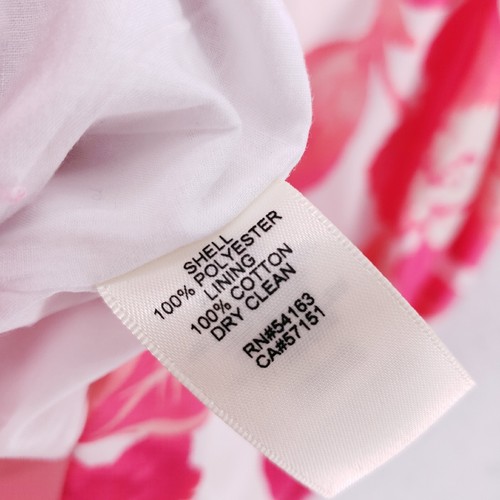 SHELL
100% POLYESTER
LINING
100% COTTON
DRY CLEAN
RN#54163
CA#57151